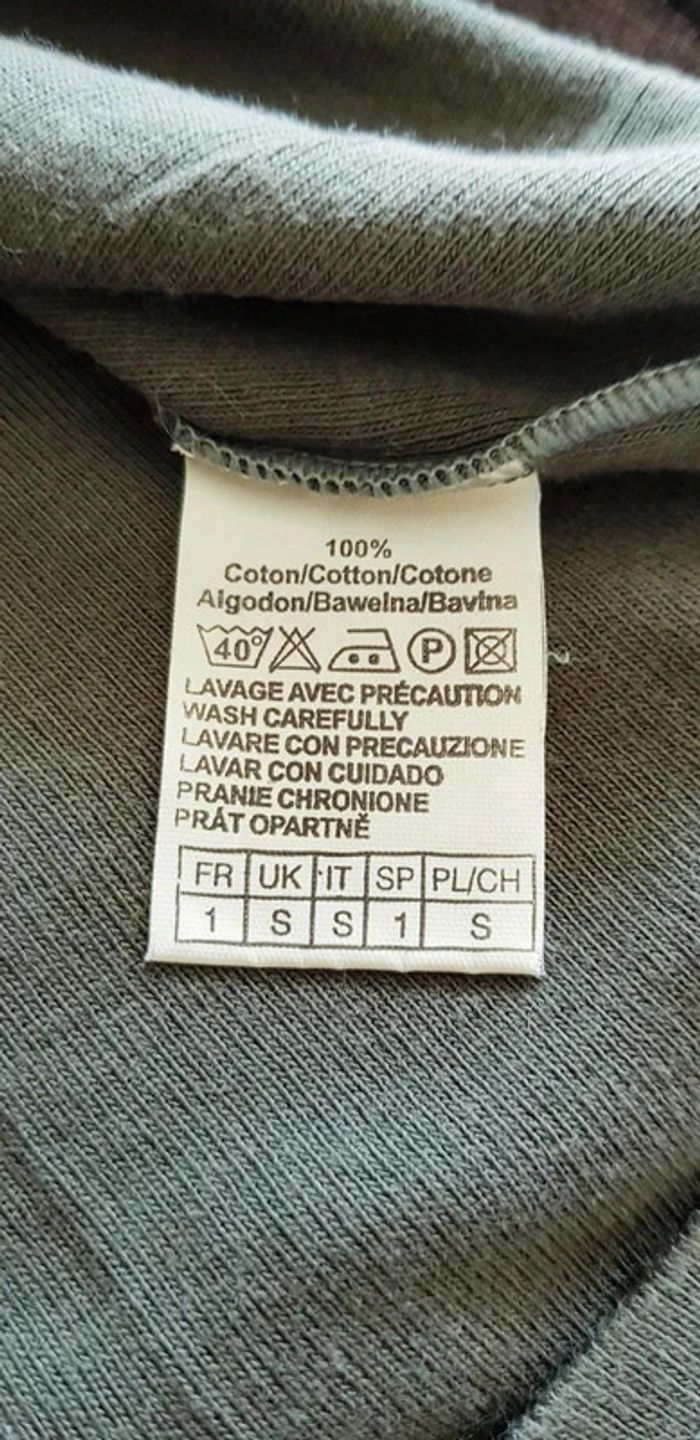 100%
Coton/Cotton/Cotone
Algodon/Bawelna/Bavlna
40° P
LAVAGE AVEC PRÉCAUTION
WASH CAREFULLY
LAVARE CON PRECAUZIONE
LAVAR CON CUIDADO
PRANIE CHRONIONE
PRÁT OPARTNĚ
FR UK IT SP PL/CH
1 S S 1 S